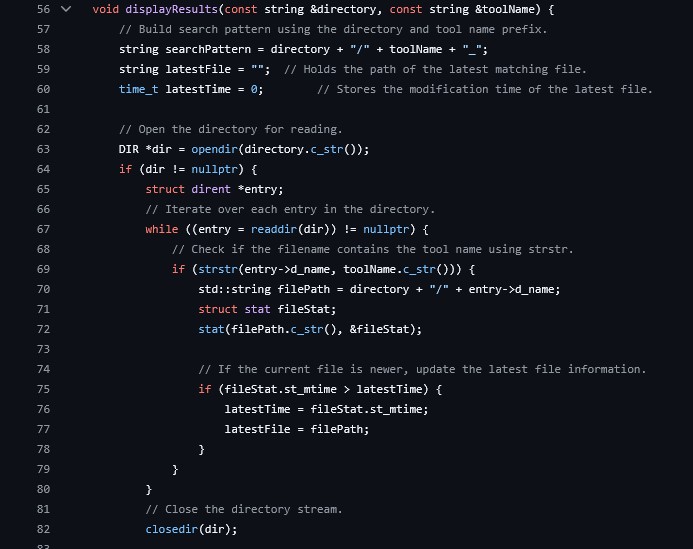 56 void displayResults(const string &directory, const string &toolName) {
57 // Build search pattern using the directory and tool name prefix.
58 string searchPattern = directory + "/" + toolName + "_";
59 string latestFile = "";  // Holds the path of the latest matching file.
60 time_t latestTime = 0;        // Stores the modification time of the latest file.
61
62 // Open the directory for reading.
63 DIR *dir = opendir(directory.c_str());
64 if (dir != nullptr) {
65 struct dirent *entry;
66 // Iterate over each entry in the directory.
67 while ((entry = readdir(dir)) != nullptr) {
68 // Check if the filename contains the tool name using strstr.
69 if (strstr(entry->d_name, toolName.c_str())) {
70 std::string filePath = directory + "/" + entry->d_name;
71 struct stat fileStat;
72 stat(filePath.c_str(), &fileStat);
73
74 // If the current file is newer, update the latest file information.
75 if (fileStat.st_mtime > latestTime) {
76 latestTime = fileStat.st_mtime;
77 latestFile = filePath;
78 }
79 }
80 }
81 // Close the directory stream.
82 closedir(dir);